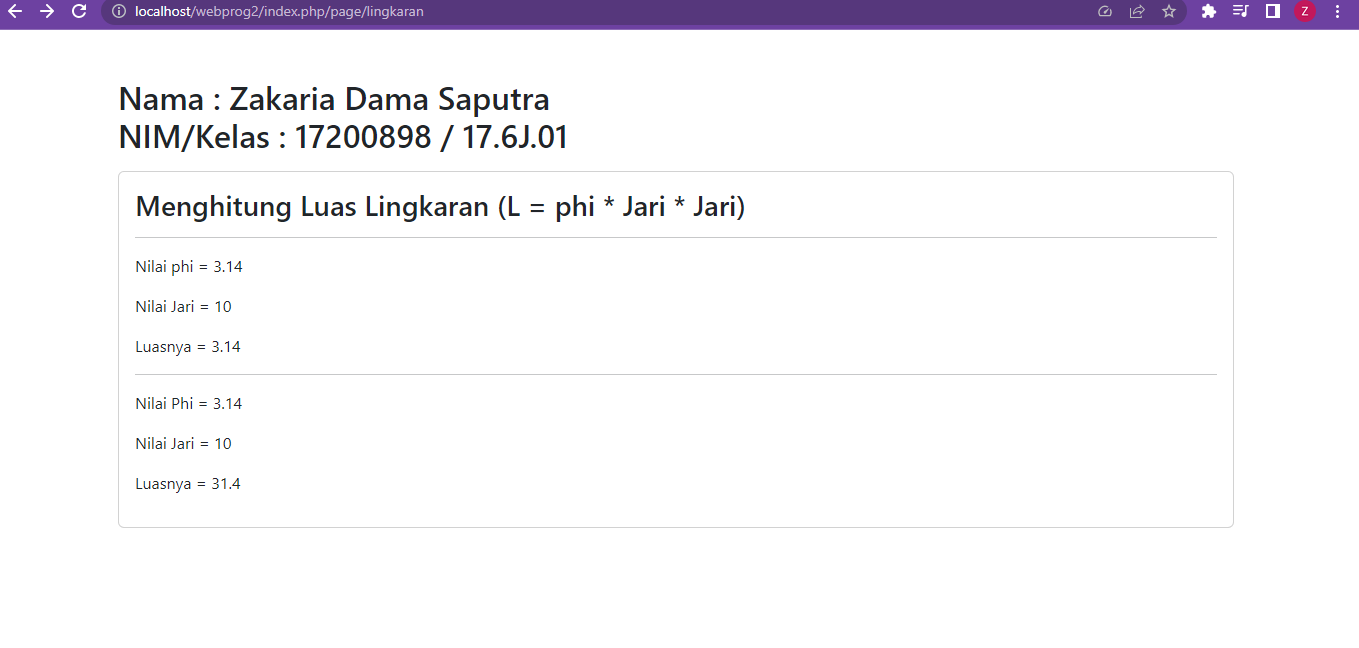 localhost/webprog2/index.php/page/lingkaran
Z
Nama : Zakaria Dama Saputra
NIM/Kelas : 17200898 / 17.6J.01
Menghitung Luas Lingkaran (L = phi * Jari * Jari)
Nilai phi = 3.14
Nilai Jari = 10
Luasnya = 3.14
Nilai Phi = 3.14
Nilai Jari = 10
Luasnya = 31.4